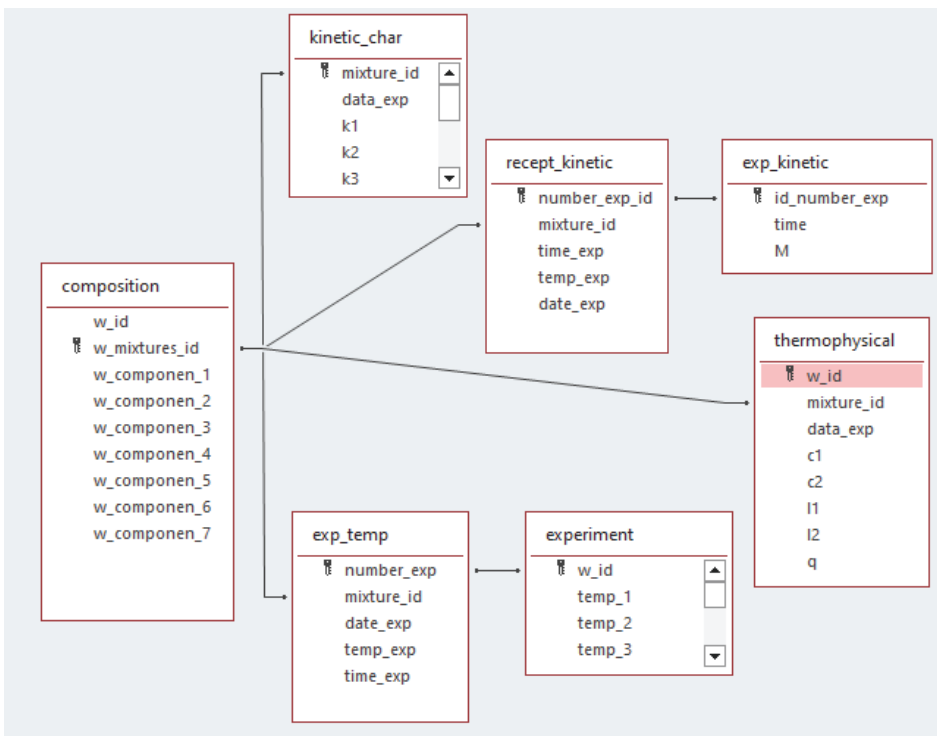 kinetic_char
mixture_id
data_exp
k1
k2
k3
recept_kinetic
number_exp_id
mixture_id
time_exp
temp_exp
date_exp
exp_kinetic
id_number_exp
time
M
composition
w_id
w_mixtures_id
w_componen_1
w_componen_2
w_componen_3
w_componen_4
w_componen_5
w_componen_6
w_componen_7
thermophysical
w_id
mixture_id
data_exp
c1
c2
l1
l2
q
exp_temp
number_exp
mixture_id
date_exp
temp_exp
time_exp
experiment
w_id
temp_1
temp_2
temp_3